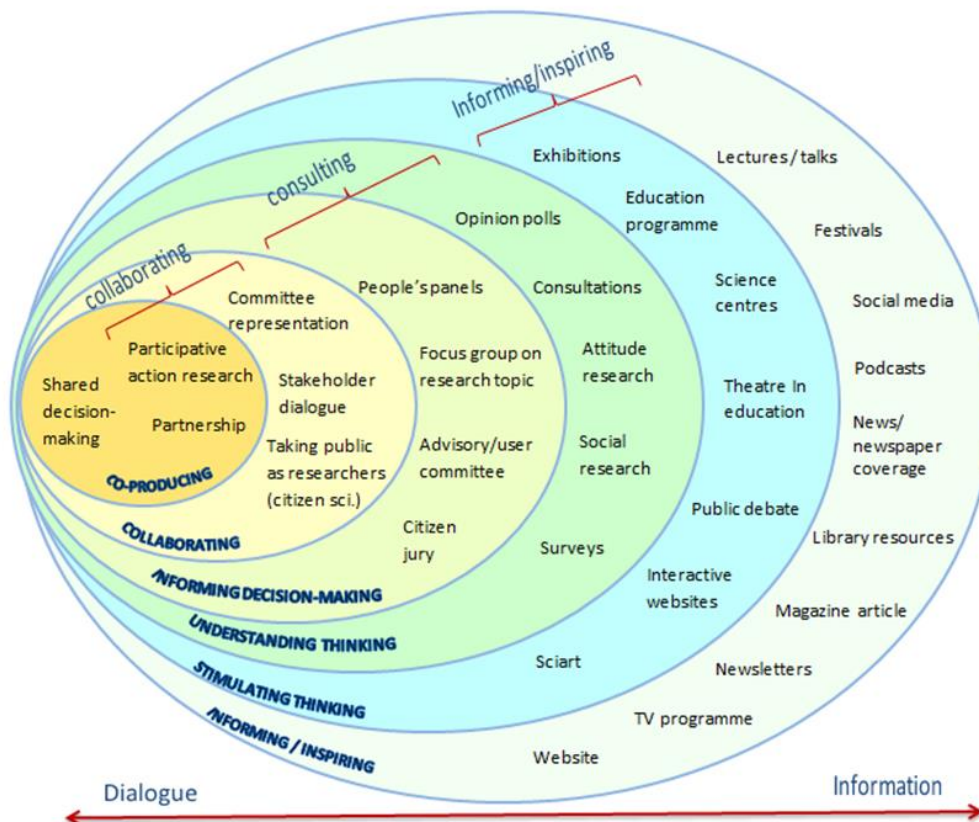 Informing/inspiring
consulting
collaborating
Exhibitions
Lectures / talks
Education
programme
Opinion polls
Festivals
Science
centres
Consultations
People's panels
Social media
Committee
representation
Participative
action research
Focus group on
research topic
Attitude
research
Podcasts
Shared
decision-
making
Stakeholder
dialogue
Theatre In
education
News/
newspaper
coverage
Partnership
Taking public
as researchers
(citizen sci.)
Advisory/user
committee
Social
research
CO-PRODUCING
Public debate
Citizen
jury
Library resources
COLLABORATING
Surveys
Interactive
websites
INFORMING DECISION-MAKING
Magazine article
UNDERSTANDING THINKING
Sciart
Newsletters
STIMULATING THINKING
TV programme
INFORMING / INSPIRING
Website
Dialogue
Information